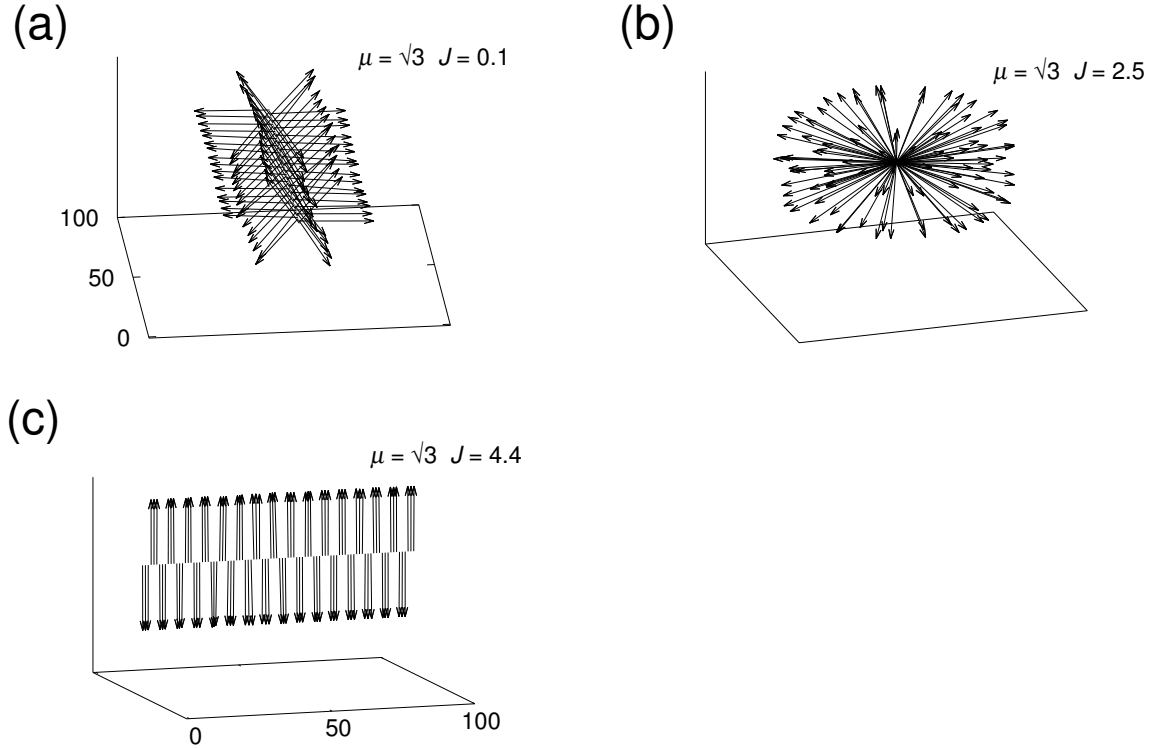 (a)
μ = √3 J = 0.1
100
50
0
(b)
μ = √3 J = 2.5
(c)
μ = √3 J = 4.4
0
50
100